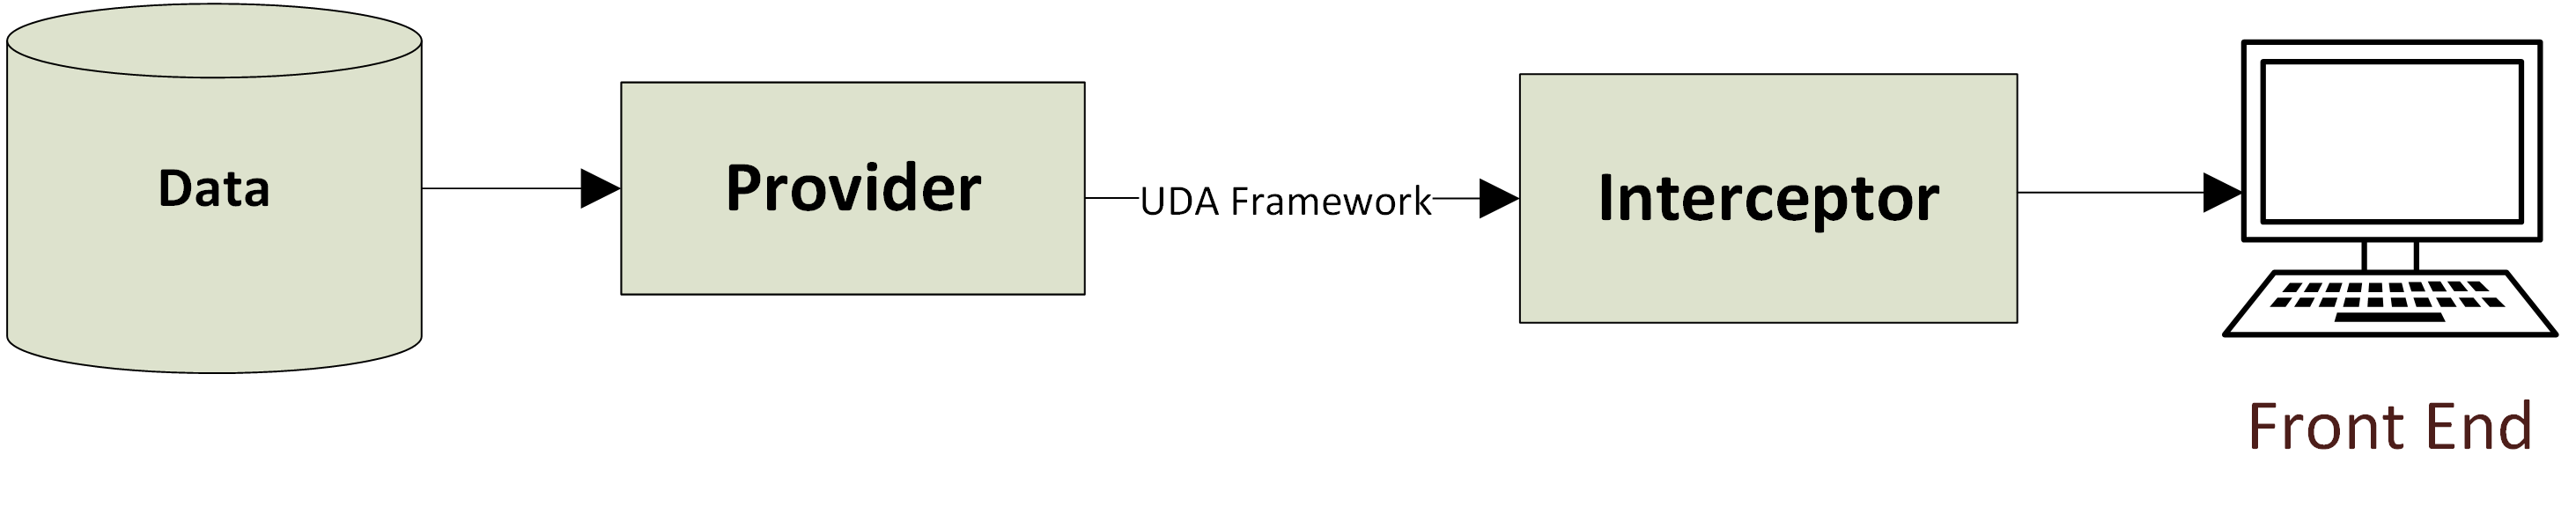 Data
Provider
UDA Framework
Interceptor
Front End